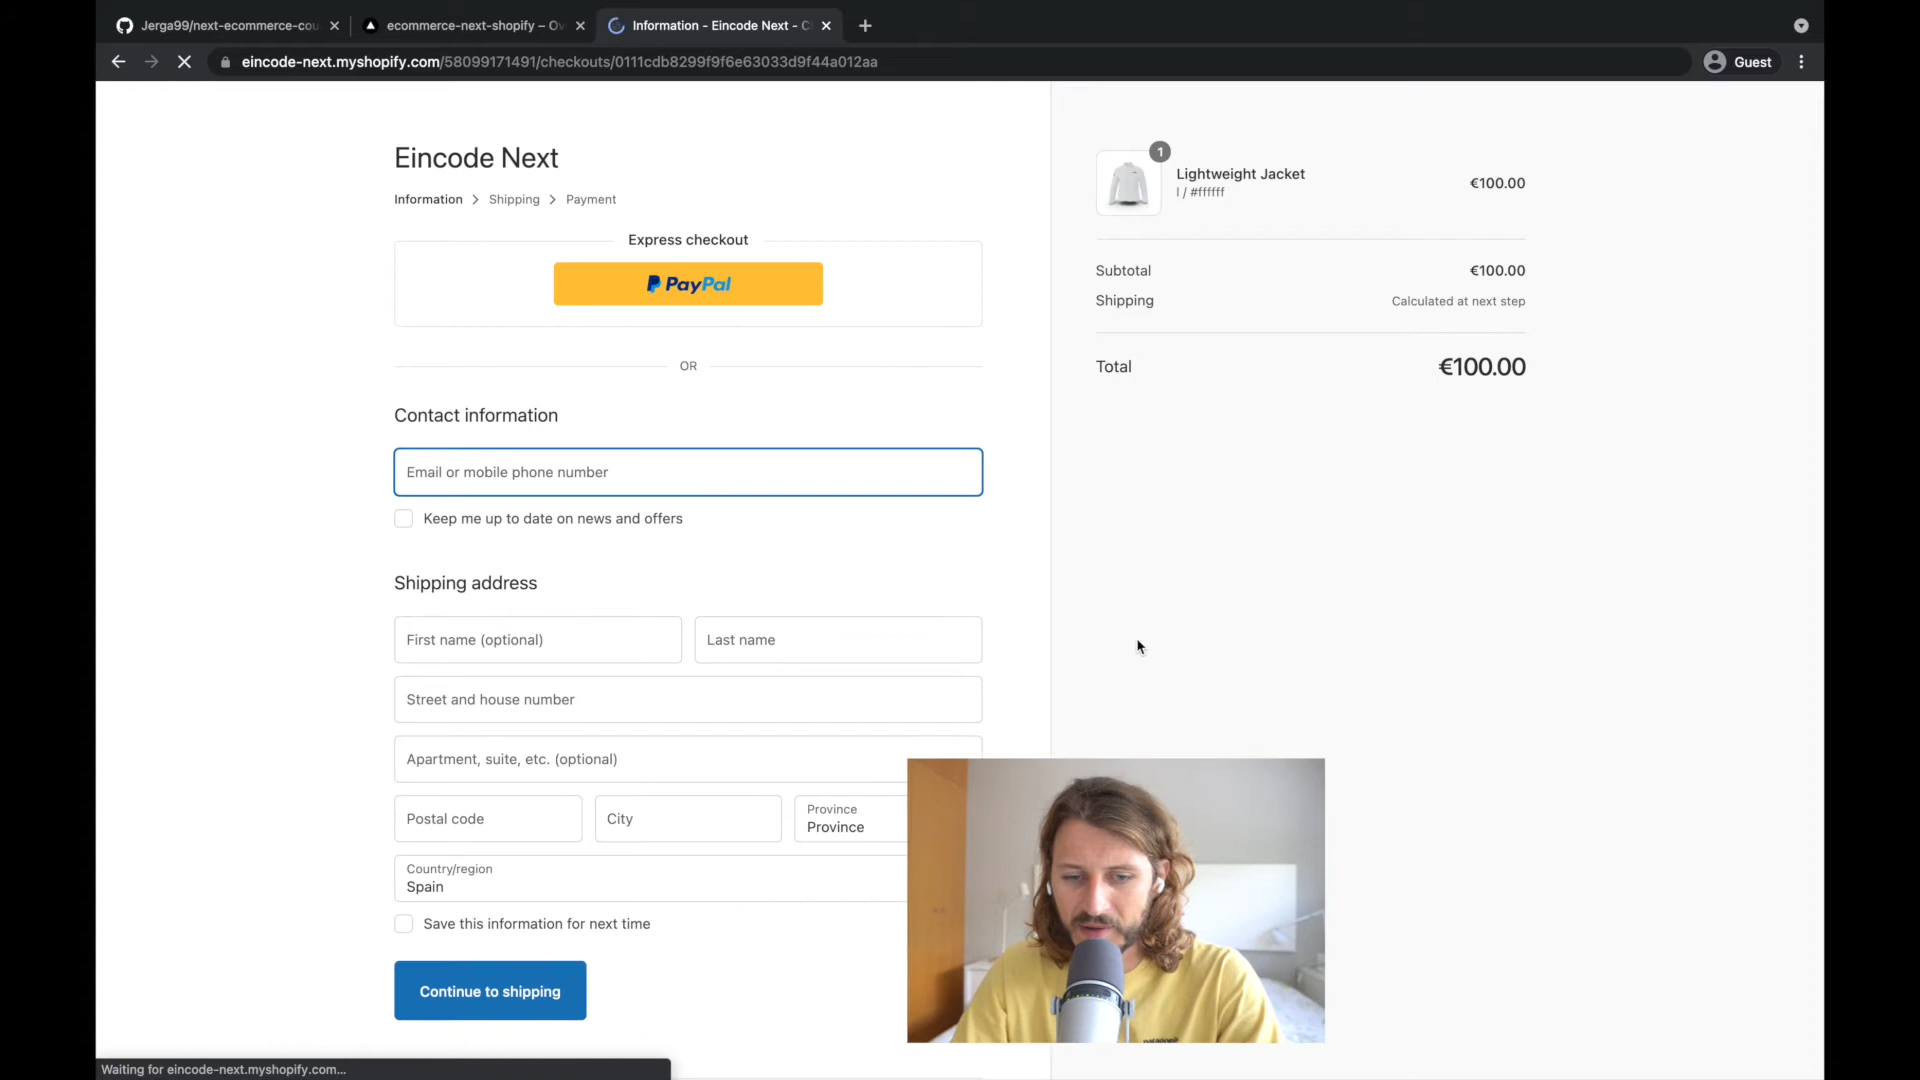 Jerga99/next-ecommerce-cou
ecommerce-next-shopify – Ov
Information - Eincode Next - C
eincode-next.myshopify.com/58099171491/checkouts/0111cdb8299f9f6e63033d9f44a012aa
Guest
Eincode Next
Information > Shipping > Payment
Express checkout
PayPal
OR
Contact information
Email or mobile phone number
Keep me up to date on news and offers
Shipping address
First name (optional)
Last name
Street and house number
Apartment, suite, etc. (optional)
Postal code
City
Province
Province
Country/region
Spain
Save this information for next time
Continue to shipping
1
Lightweight Jacket
l / #ffffff
€100.00
Subtotal
€100.00
Shipping
Calculated at next step
Total
€100.00
Waiting for eincode-next.myshopify.com...